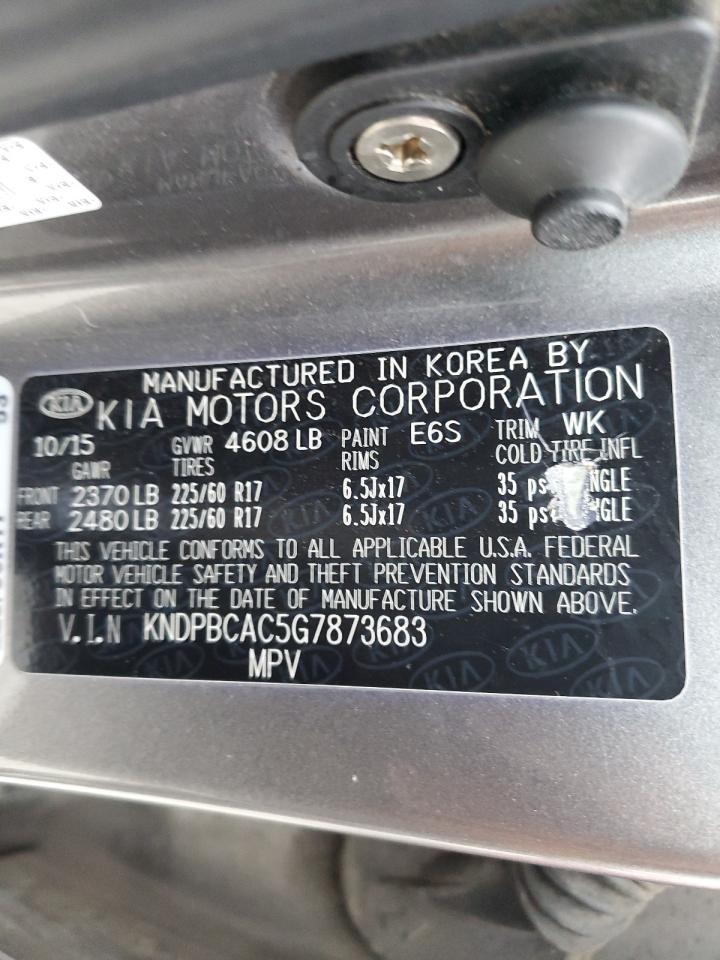 MANUFACTURED IN KOREA BY
KIA KIA MOTORS CORPORATION
10/15 GVWR 4608 LB PAINT E6S TRIM WK
GAWR TIRES RIMS COLD TIRE INFL
FRONT 2370 LB 225/60 R17 6.5Jx17 35 psi NGLE
REAR 2480 LB 225/60 R17 6.5Jx17 35 psi NGLE
THIS VEHICLE CONFORMS TO ALL APPLICABLE U.S.A. FEDERAL
MOTOR VEHICLE SAFETY AND THEFT PREVENTION STANDARDS
IN EFFECT ON THE DATE OF MANUFACTURE SHOWN ABOVE.
V.I.N KNDPBCAC5G7873683
MPV